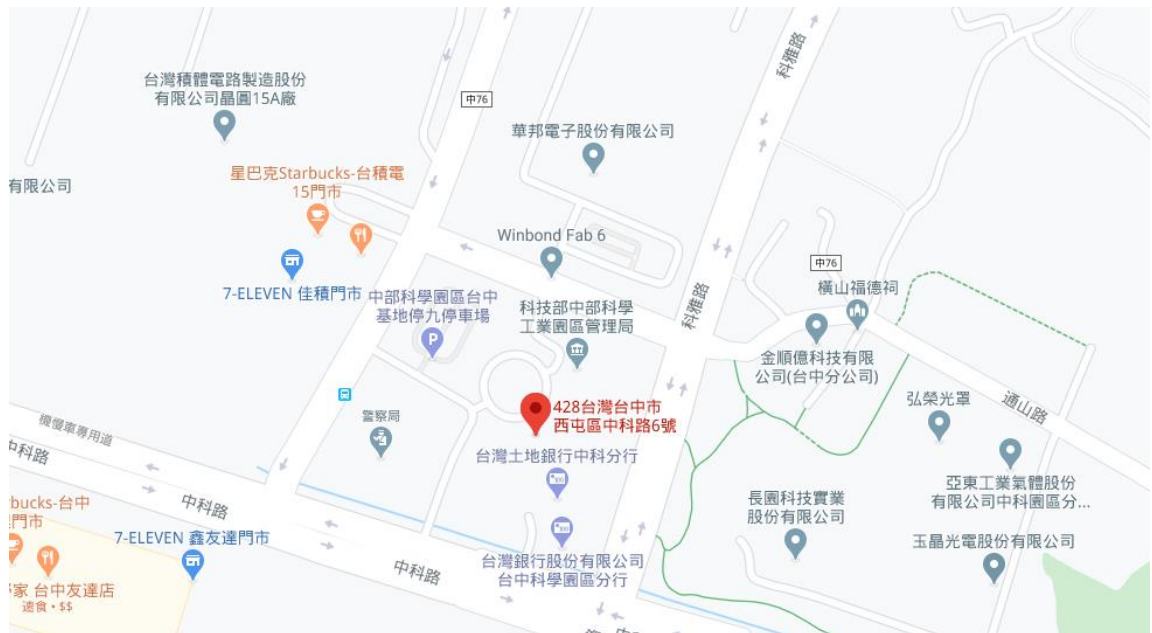 台灣積體電路製造股份
有限公司晶圓15A廠
中76
科雅路
華邦電子股份有限公司
有限公司
星巴克Starbucks-台積電
15門市
Winbond Fab 6
7-ELEVEN 佳積門市
中部科學園區台中
基地停九停車場
P
科技部中部科學
工業園區管理局
科雅路
中76
橫山福德祠
金順億科技有限
公司(台中分公司)
通山路
弘榮光罩
428台灣台中市
西屯區中科路6號
警察局
機慢車專用道
中科路
台灣土地銀行中科分行
亞東工業氣體股份
有限公司中科園區分...
中科路
長園科技實業
股份有限公司
bucks-台中
門市
7-ELEVEN 鑫友達門市
玉晶光電股份有限公司
台灣銀行股份有限公司
台中科學園區分行
中科路
家 台中友達店
速食・$$